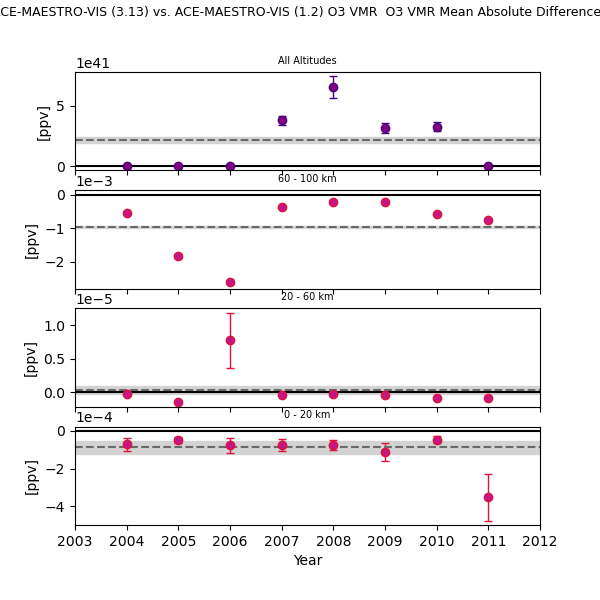 CE-MAESTRO-VIS (3.13) vs. ACE-MAESTRO-VIS (1.2) O3 VMR  O3 VMR Mean Absolute Difference
All Altitudes
1e41
5
0
[ppv]
60 - 100 km
1e−3
0
−1
−2
[ppv]
20 - 60 km
1e−5
1.0
0.5
0.0
[ppv]
0 - 20 km
1e−4
0
−2
−4
[ppv]
2003 2004 2005 2006 2007 2008 2009 2010 2011 2012
Year